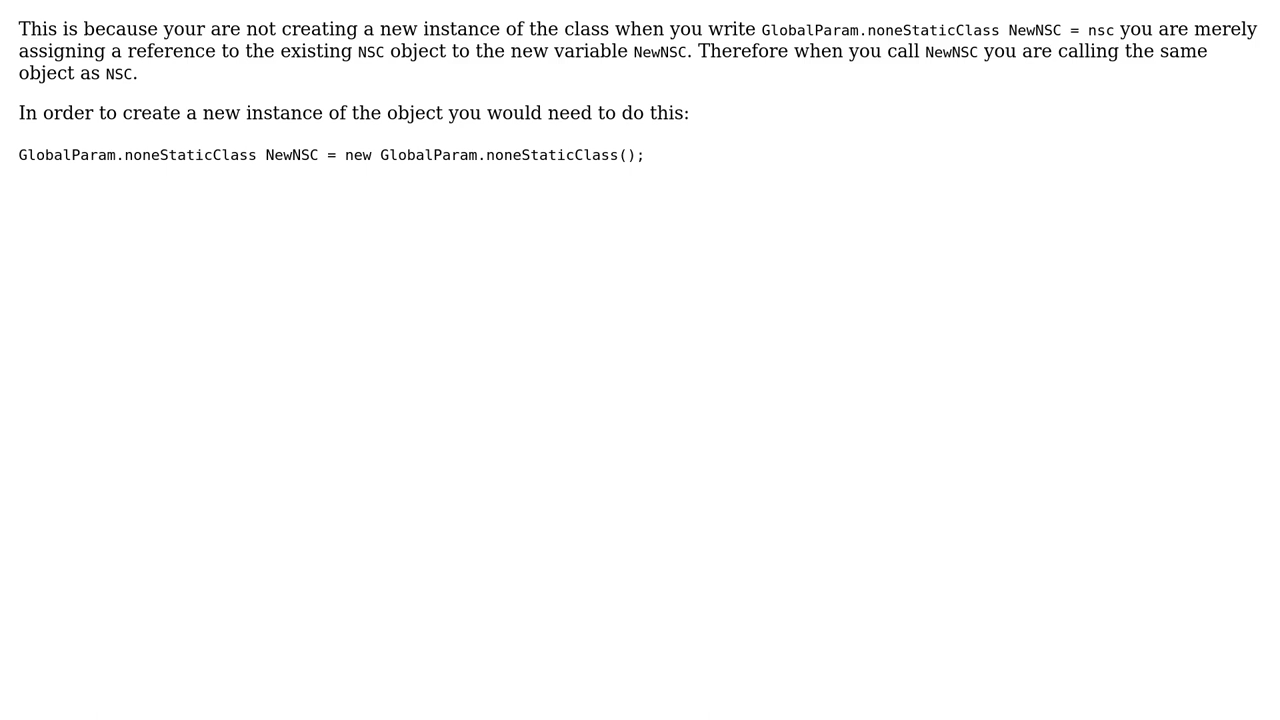 This is because your are not creating a new instance of the class when you write GlobalParam.noneStaticClass NewNSC = nsc you are merely
assigning a reference to the existing NSC object to the new variable NewNSC. Therefore when you call NewNSC you are calling the same
object as NSC.
In order to create a new instance of the object you would need to do this:
GlobalParam.noneStaticClass NewNSC = new GlobalParam.noneStaticClass();